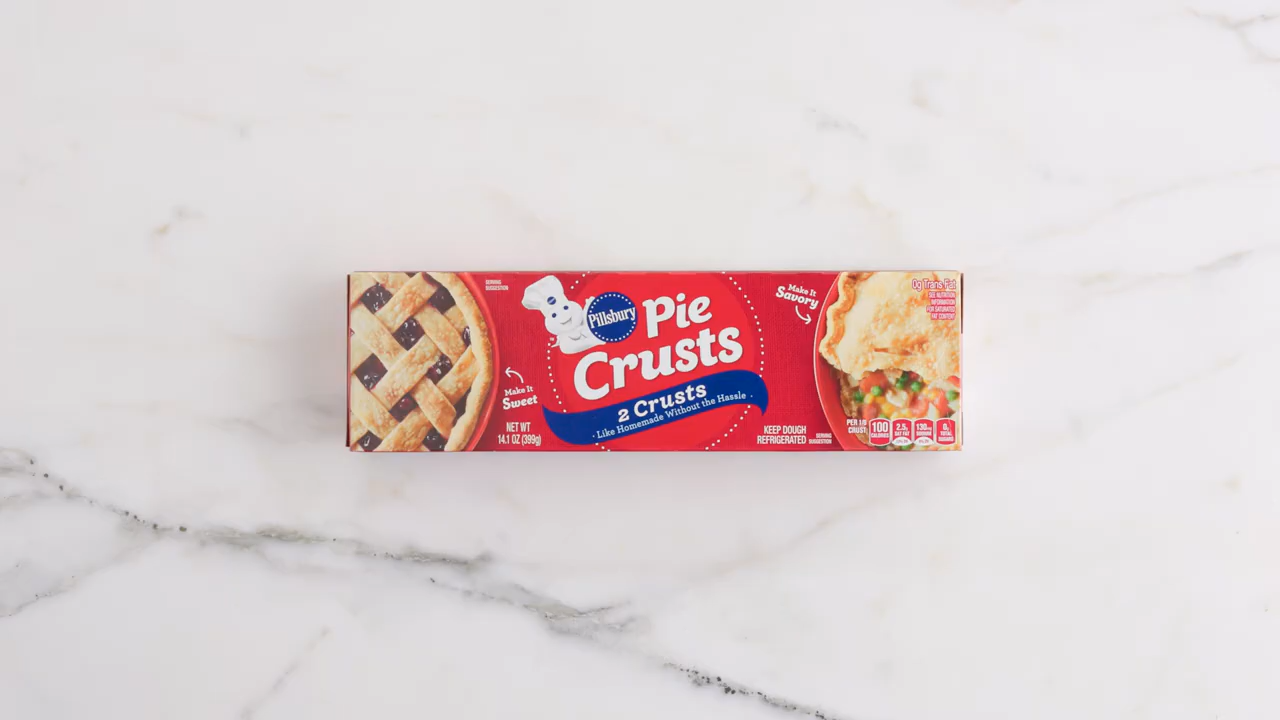 SERVING
SUGGESTION
Make It
Sweet
NET WT
14.1 OZ (399g)
Pillsbury
Pie
Crusts
2 Crusts
• Like Homemade Without the Hassle •
Make It
Savory
KEEP DOUGH
REFRIGERATED
SERVING
SUGGESTION
0g Trans Fat
SEE NUTRITION
INFORMATION
FOR SATURATED
FAT CONTENT
PER 1/8
CRUST
100
CALORIES
2.5g
SAT FAT
130mg
SODIUM
0g
TOTAL
SUGARS